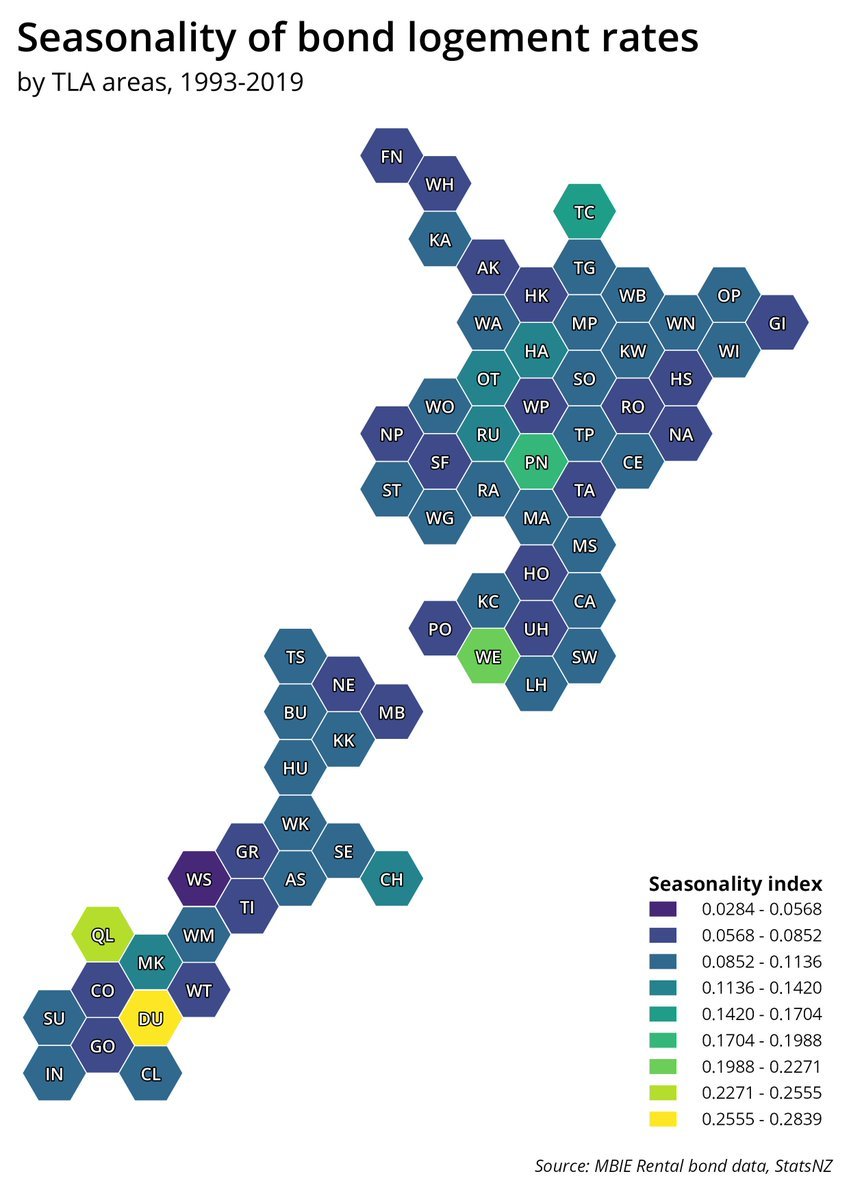 Seasonality of bond logement rates
by TLA areas, 1993-2019
FN
WH
TC
KA
AK
TG
HK
WB
OP
WA
MP
WN
GI
HA
KW
WI
OT
SO
HS
WO
WP
RO
NP
RU
TP
NA
SF
PN
CE
ST
RA
TA
WG
MA
MS
HO
KC
CA
PO
UH
TS
WE
SW
NE
LH
BU
MB
KK
HU
WK
GR
SE
WS
AS
CH
TI
QL
WM
MK
CO
WT
SU
DU
GO
IN
CL
Seasonality index
0.0284 - 0.0568
0.0568 - 0.0852
0.0852 - 0.1136
0.1136 - 0.1420
0.1420 - 0.1704
0.1704 - 0.1988
0.1988 - 0.2271
0.2271 - 0.2555
0.2555 - 0.2839
Source: MBIE Rental bond data, StatsNZ